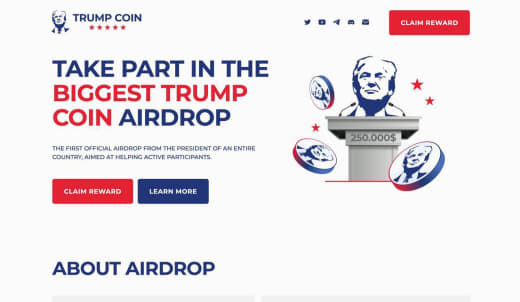 TRUMP COIN
CLAIM REWARD
TAKE PART IN THE
BIGGEST TRUMP
COIN AIRDROP
250.000$
THE FIRST OFFICIAL AIRDROP FROM THE PRESIDENT OF AN ENTIRE
COUNTRY, AIMED AT HELPING ACTIVE PARTICIPANTS.
CLAIM REWARD
LEARN MORE
ABOUT AIRDROP